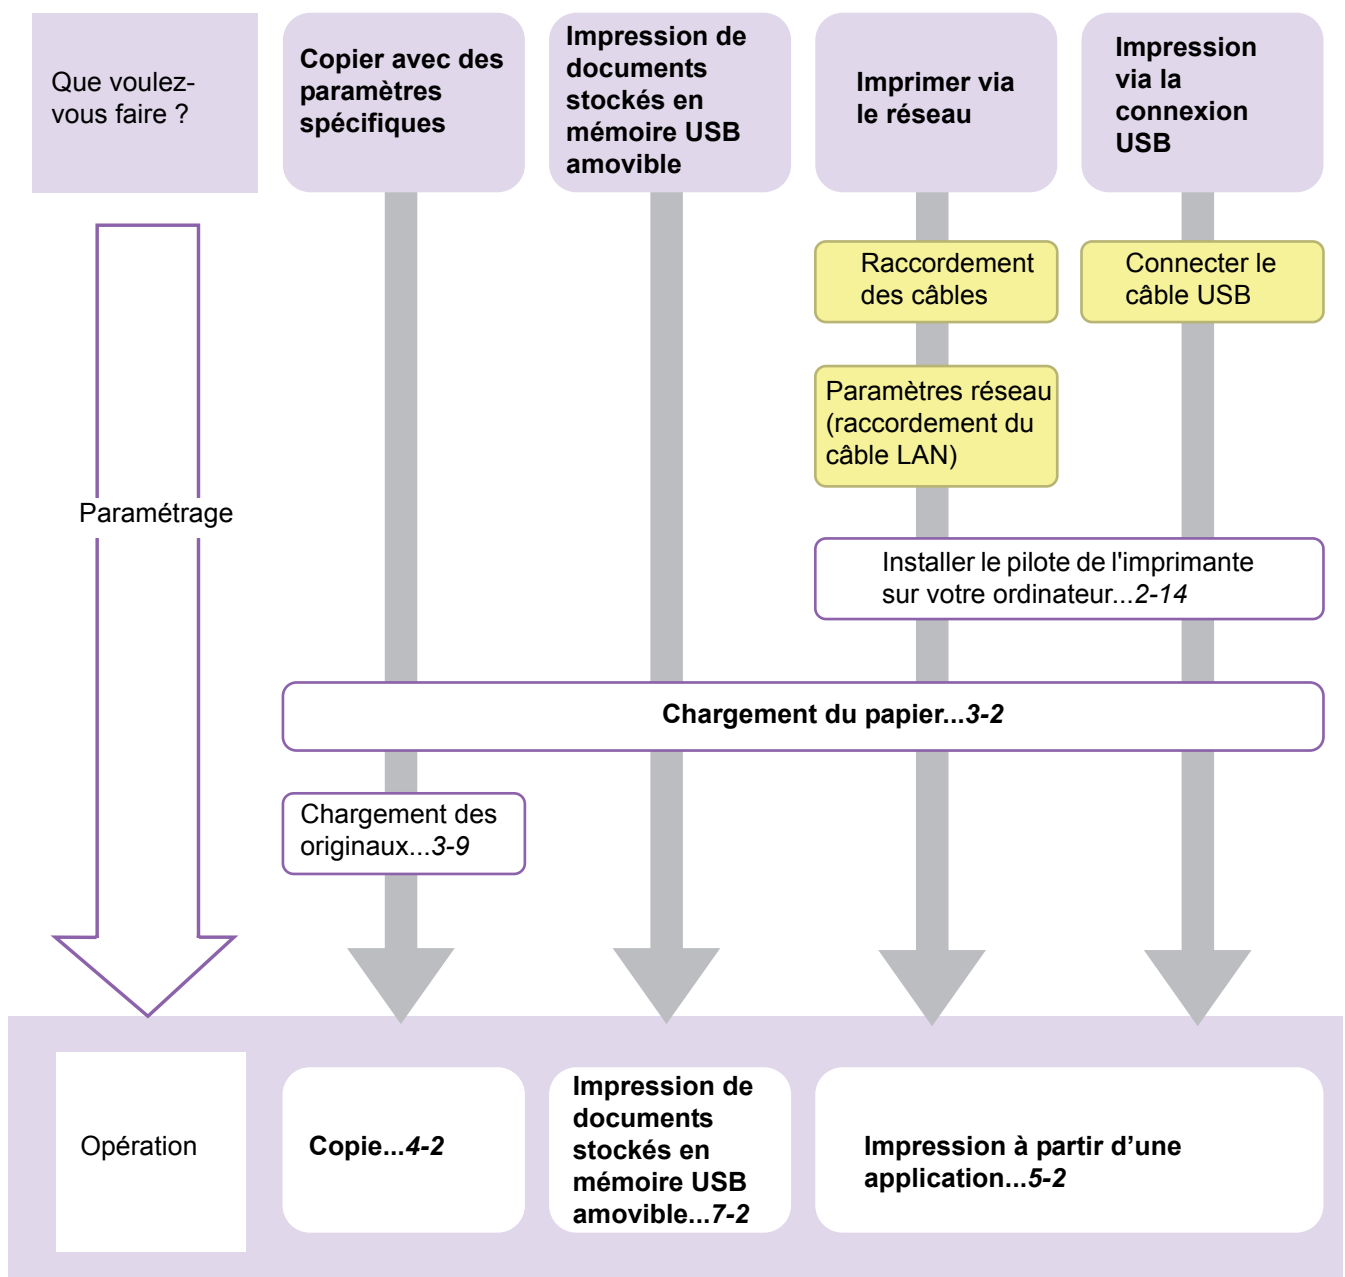 Que voulez-
vous faire ?
Copier avec des
paramètres
spécifiques
Impression de
documents
stockés en
mémoire USB
amovible
Imprimer via
le réseau
Impression
via la
connexion
USB
Raccordement
des câbles
Connecter le
câble USB
Paramètres réseau
(raccordement du
câble LAN)
Paramétrage
Installer le pilote de l'imprimante
sur votre ordinateur...2-14
Chargement du papier...3-2
Chargement des
originaux...3-9
Opération
Copie...4-2
Impression de
documents
stockés en
mémoire USB
amovible...7-2
Impression à partir d’une
application...5-2